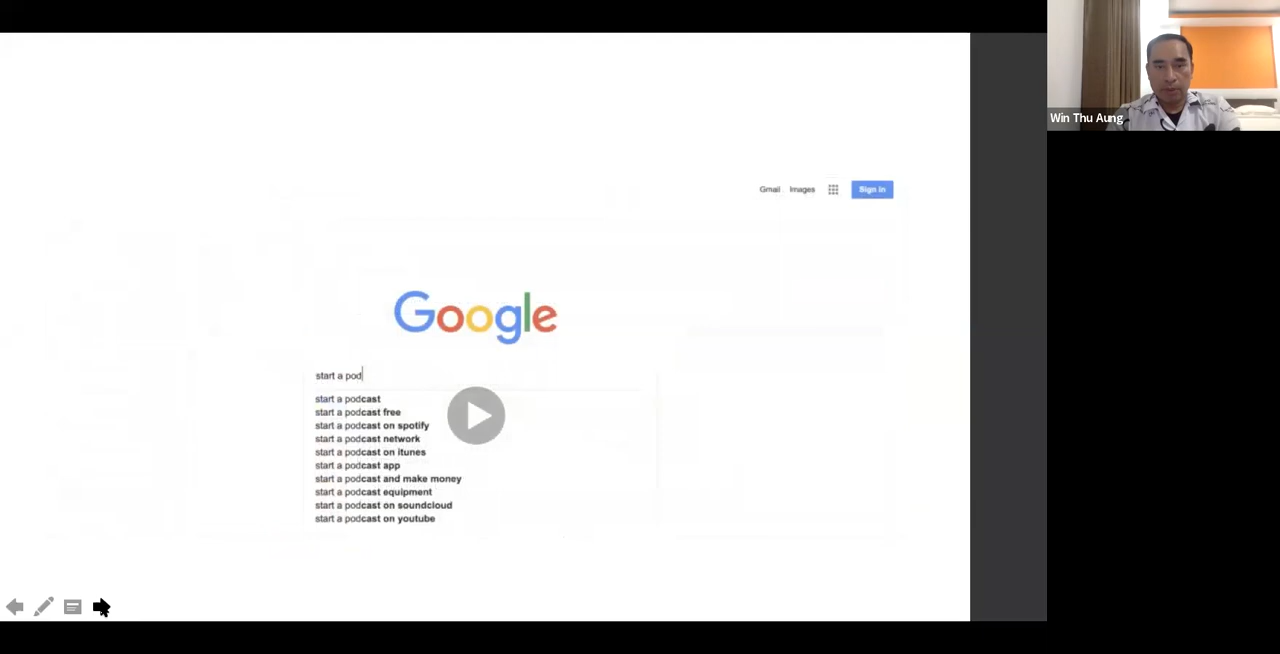 Gmail Images Sign in
Google
start a pod
start a podcast
start a podcast free
start a podcast on spotify
start a podcast network
start a podcast on itunes
start a podcast app
start a podcast and make money
start a podcast equipment
start a podcast on soundcloud
start a podcast on youtube
Win Thu Aung